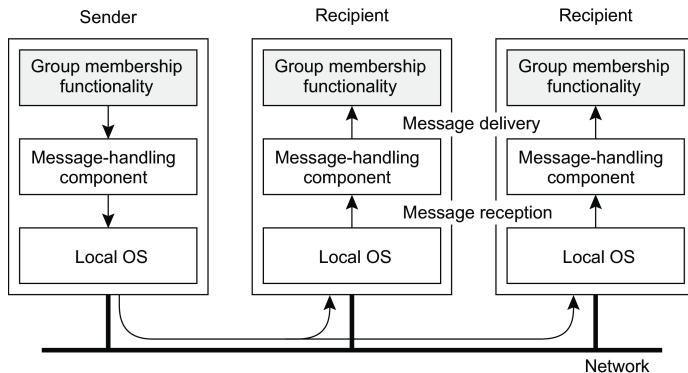 Sender
Recipient
Recipient
Group membership
functionality
Group membership
functionality
Group membership
functionality
Message delivery
Message-handling
component
Message-handling
component
Message-handling
component
Message reception
Local OS
Local OS
Local OS
Network